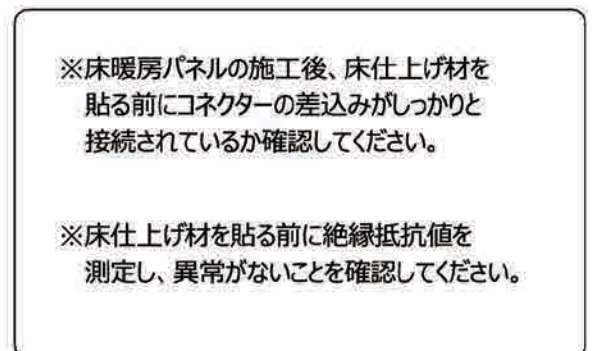 ※床暖房パネルの施工後、床仕上げ材を
貼る前にコネクターの差込みがしっかりと
接続されているか確認してください。
※床仕上げ材を貼る前に絶縁抵抗値を
測定し、異常がないことを確認してください。